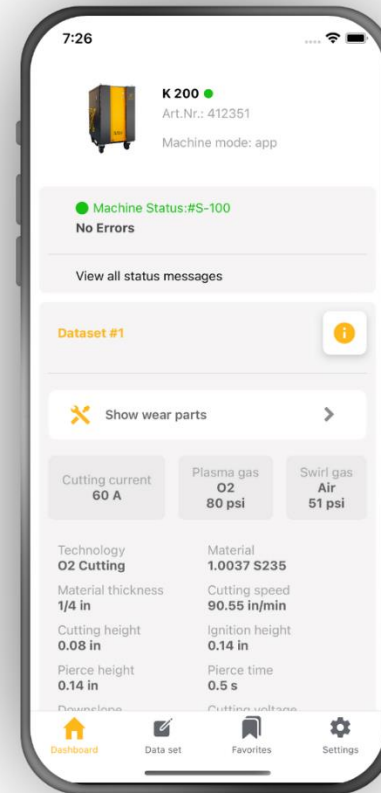 7:26
K 200
Art.Nr.: 412351
Machine mode: app
Machine Status:#S-100
No Errors
View all status messages
Dataset #1
Show wear parts
Cutting current
60 A
Plasma gas
O2
80 psi
Swirl gas
Air
51 psi
Technology
O2 Cutting
Material
1.0037 S235
Material thickness
1/4 in
Cutting speed
90.55 in/min
Cutting height
0.08 in
Ignition height
0.14 in
Pierce height
0.14 in
Pierce time
0.5 s
Downslope
Cutting voltage
Dashboard
Data set
Favorites
Settings